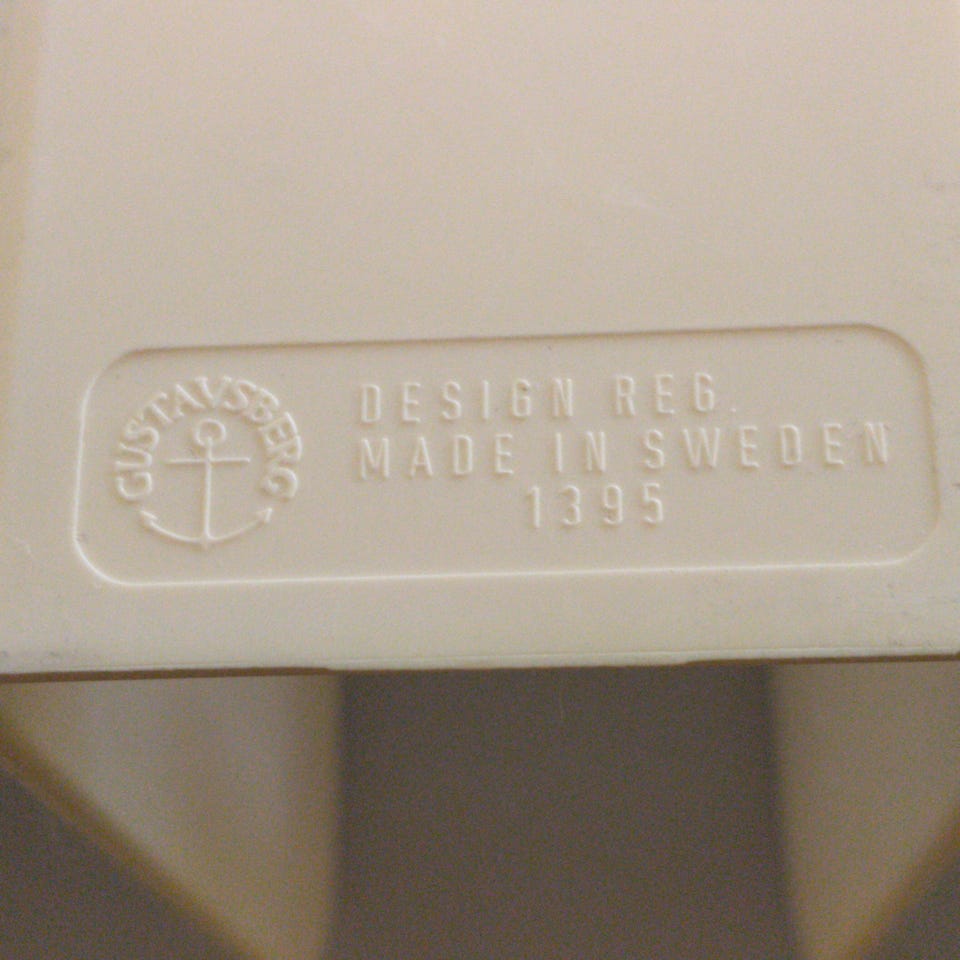 GUSTAVSBERG
DESIGN REG.
MADE IN SWEDEN
1395